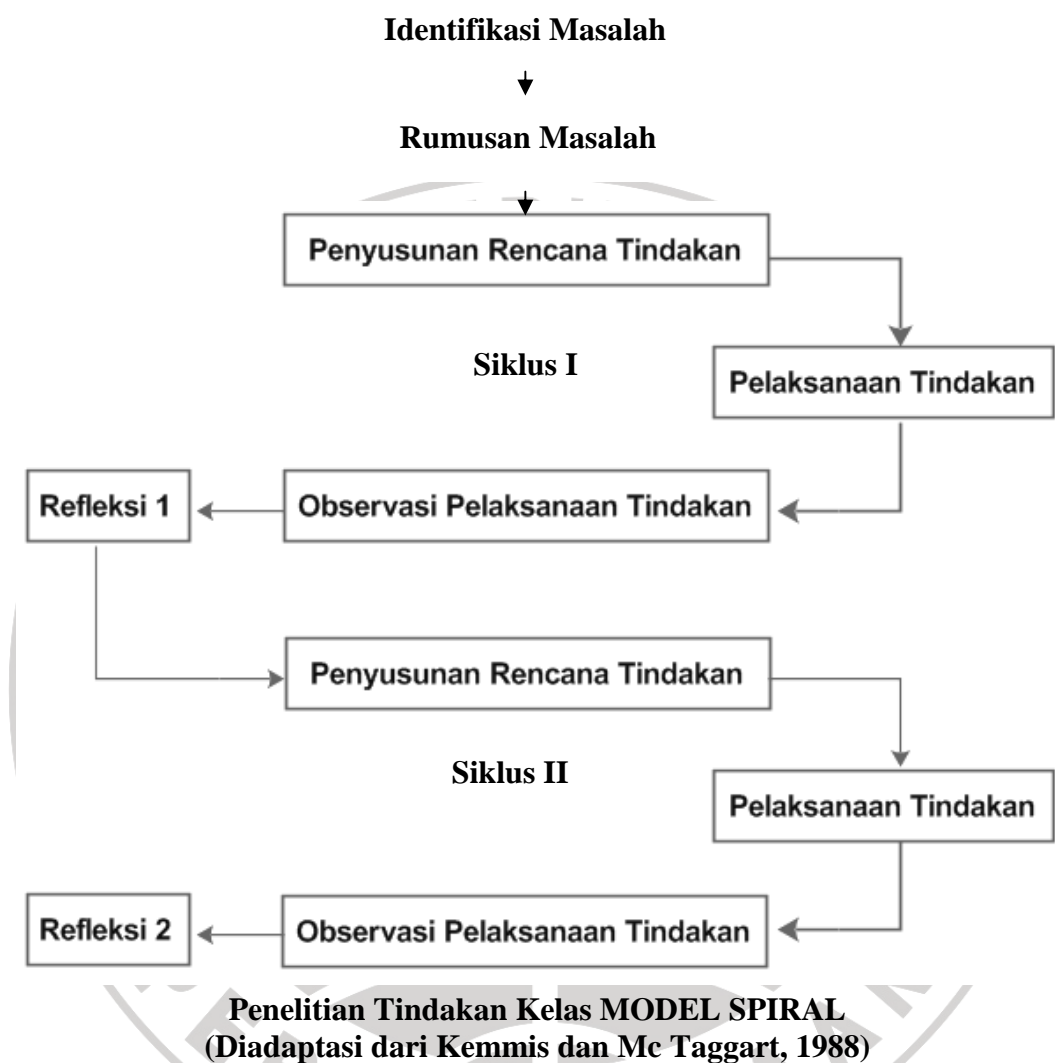 Identifikasi Masalah
Rumusan Masalah
Penyusunan Rencana Tindakan
Siklus I
Pelaksanaan Tindakan
Refleksi 1
Observasi Pelaksanaan Tindakan
Penyusunan Rencana Tindakan
Siklus II
Pelaksanaan Tindakan
Refleksi 2
Observasi Pelaksanaan Tindakan
Penelitian Tindakan Kelas MODEL SPIRAL
(Diadaptasi dari Kemmis dan Mc Taggart, 1988)